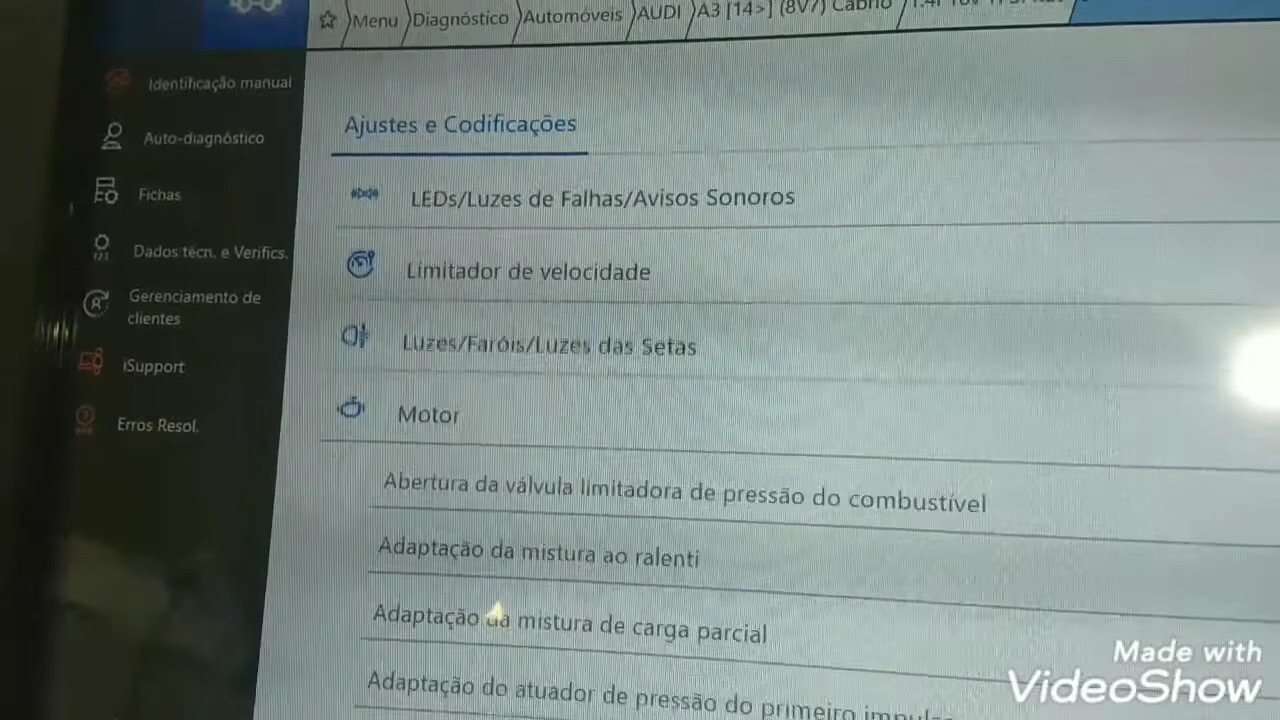 Menu Diagnóstico Automóveis AUDI A3 [14>] (8V7) Cabrio
Identificação manual
Auto-diagnóstico
Fichas
Dados técn. e Verifics.
Gerenciamento de
clientes
iSupport
Erros Resol.
Ajustes e Codificações
LEDs/Luzes de Falhas/Avisos Sonoros
Limitador de velocidade
Luzes/Faróis/Luzes das Setas
Motor
Abertura da válvula limitadora de pressão do combustível
Adaptação da mistura ao ralenti
Adaptação da mistura de carga parcial
Adaptação do atuador de pressão do primeiro
Made with
VideoShow